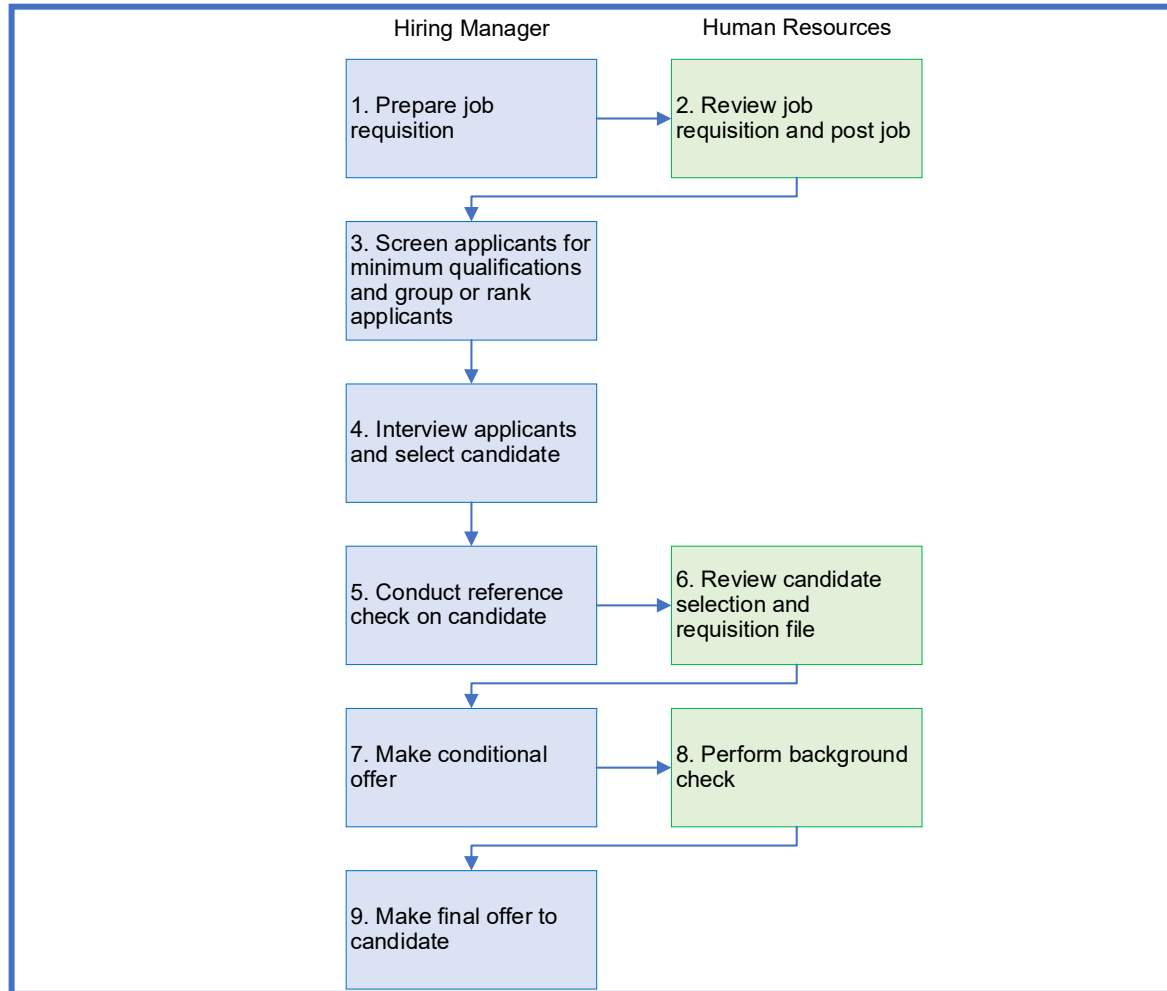 Hiring Manager
Human Resources
1. Prepare job
requisition
2. Review job
requisition and post job
3. Screen applicants for
minimum qualifications
and group or rank
applicants
4. Interview applicants
and select candidate
5. Conduct reference
check on candidate
6. Review candidate
selection and
requisition file
7. Make conditional
offer
8. Perform background
check
9. Make final offer to
candidate